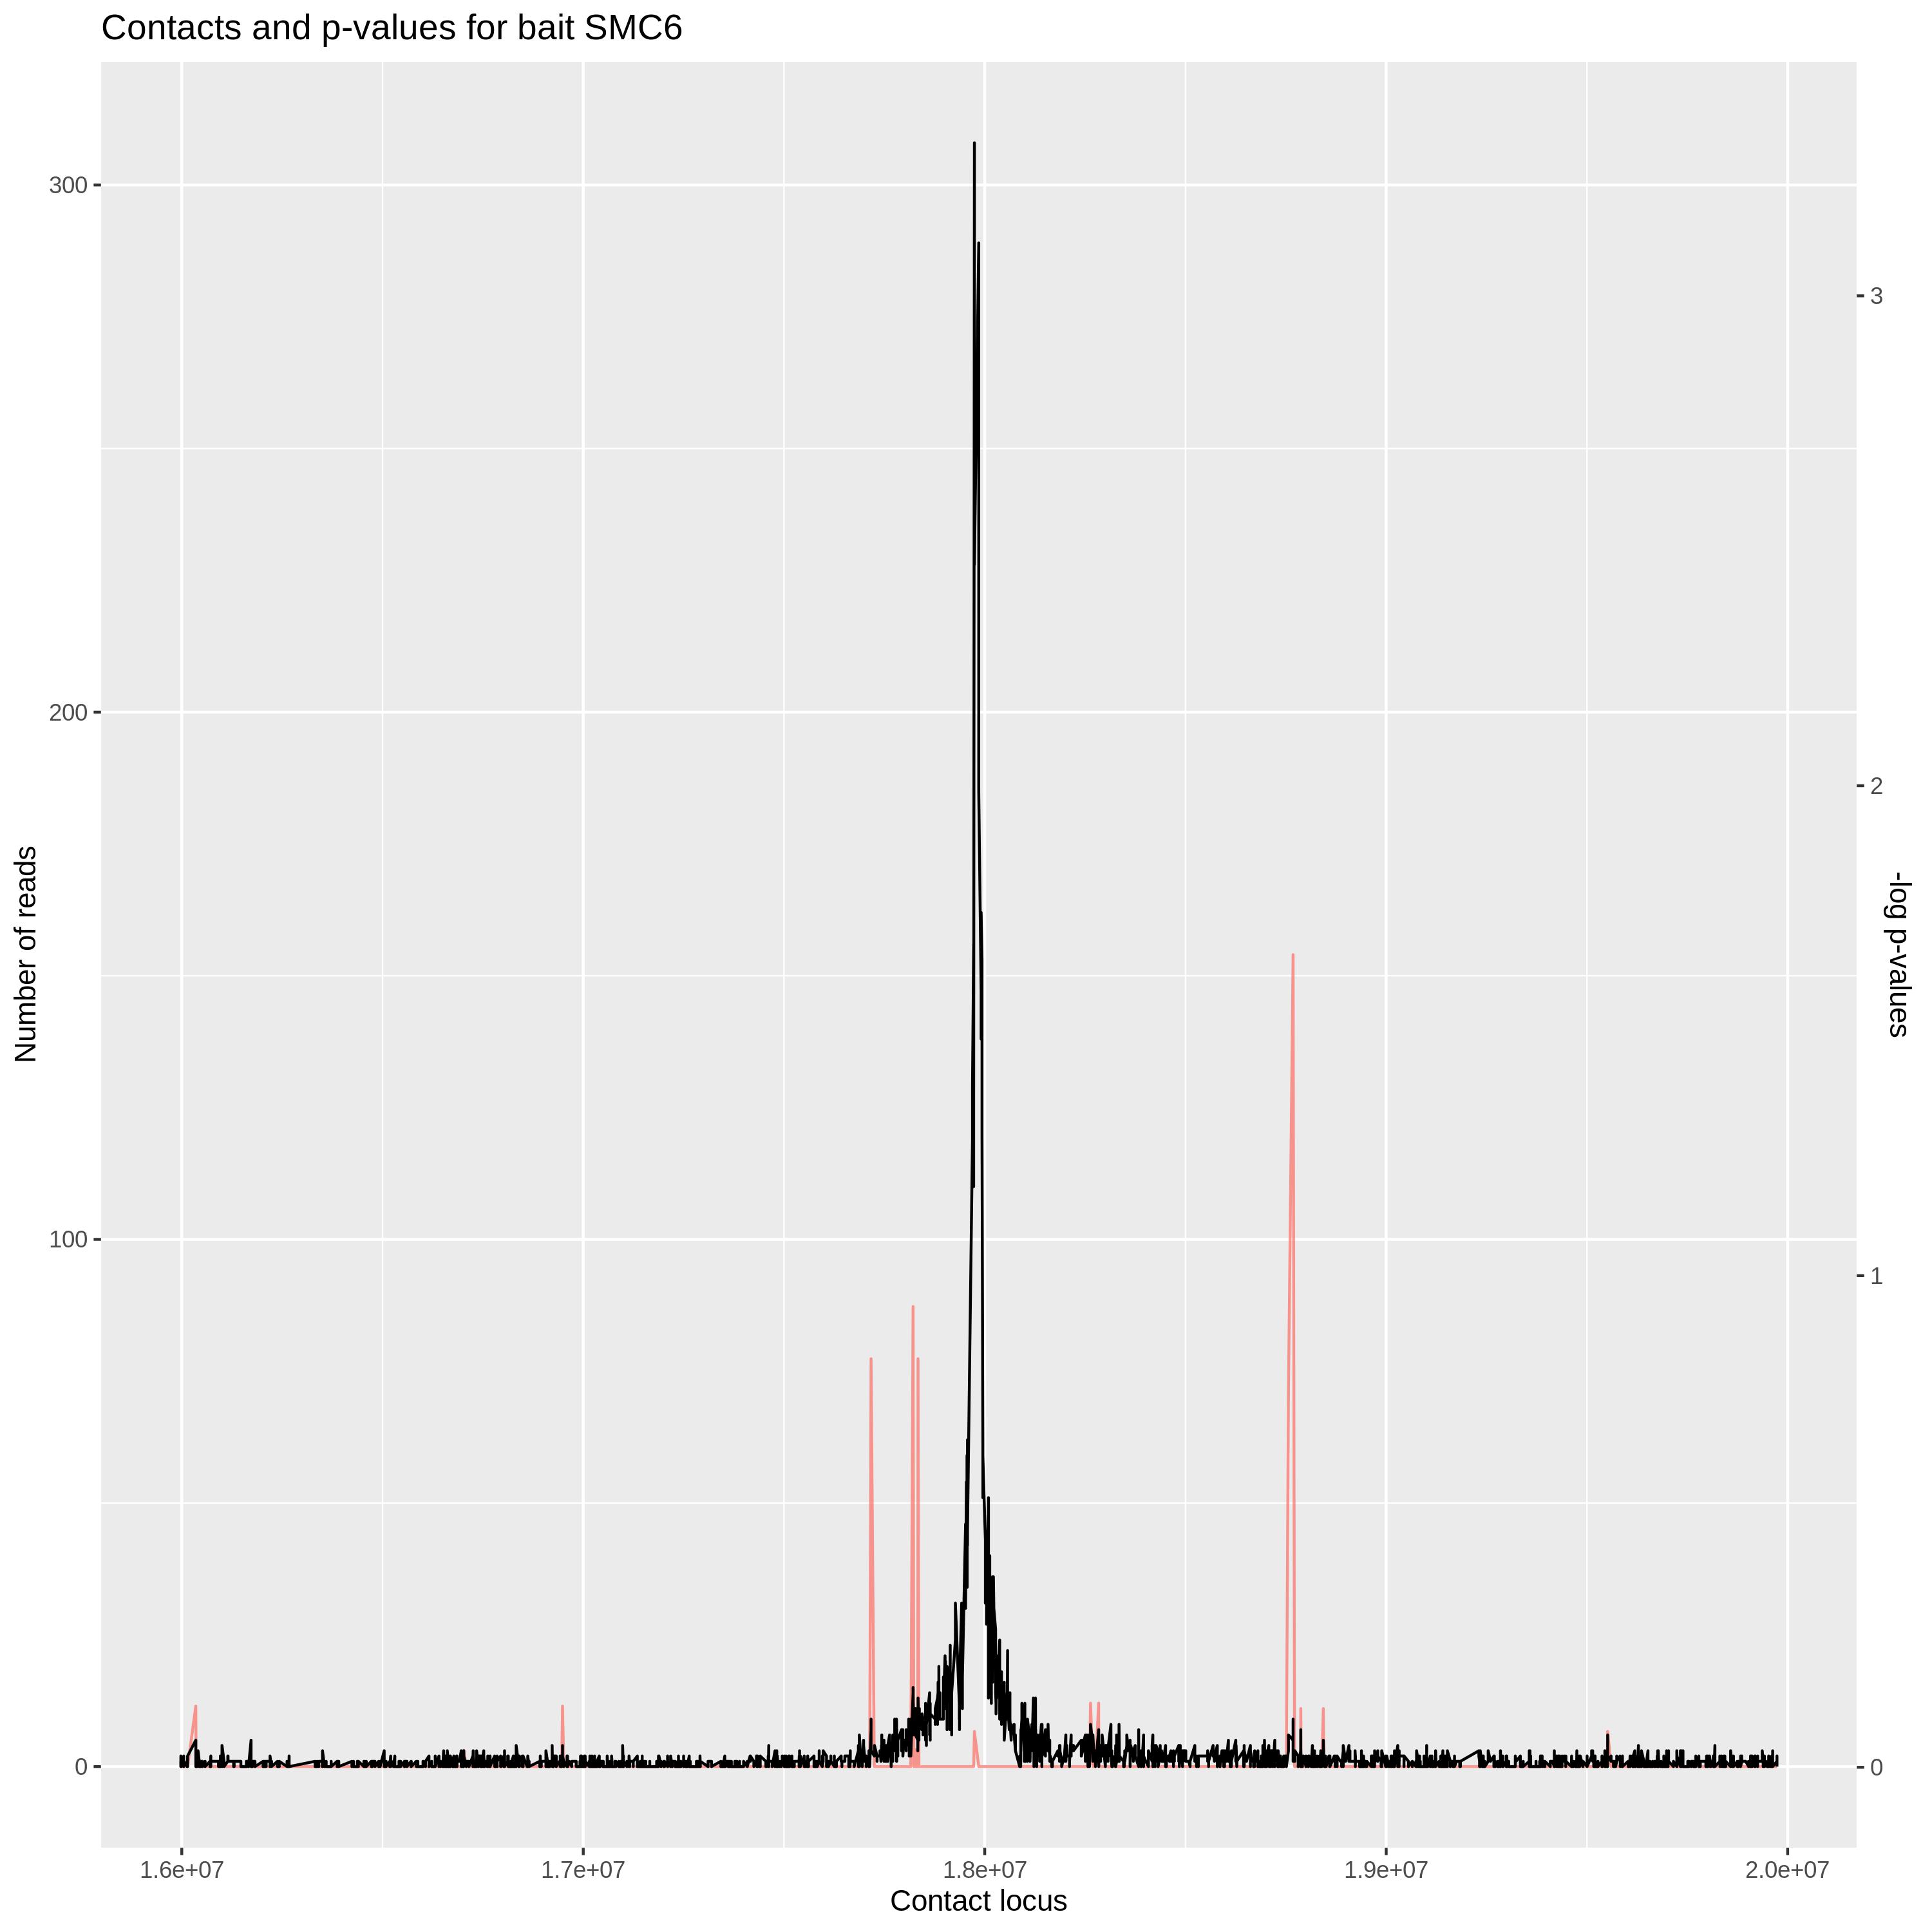 Contacts and p-values for bait SMC6
300
200
100
0
Number of reads
3
2
1
0
-log p-values
1.6e+07 1.7e+07 1.8e+07 1.9e+07 2.0e+07
Contact locus